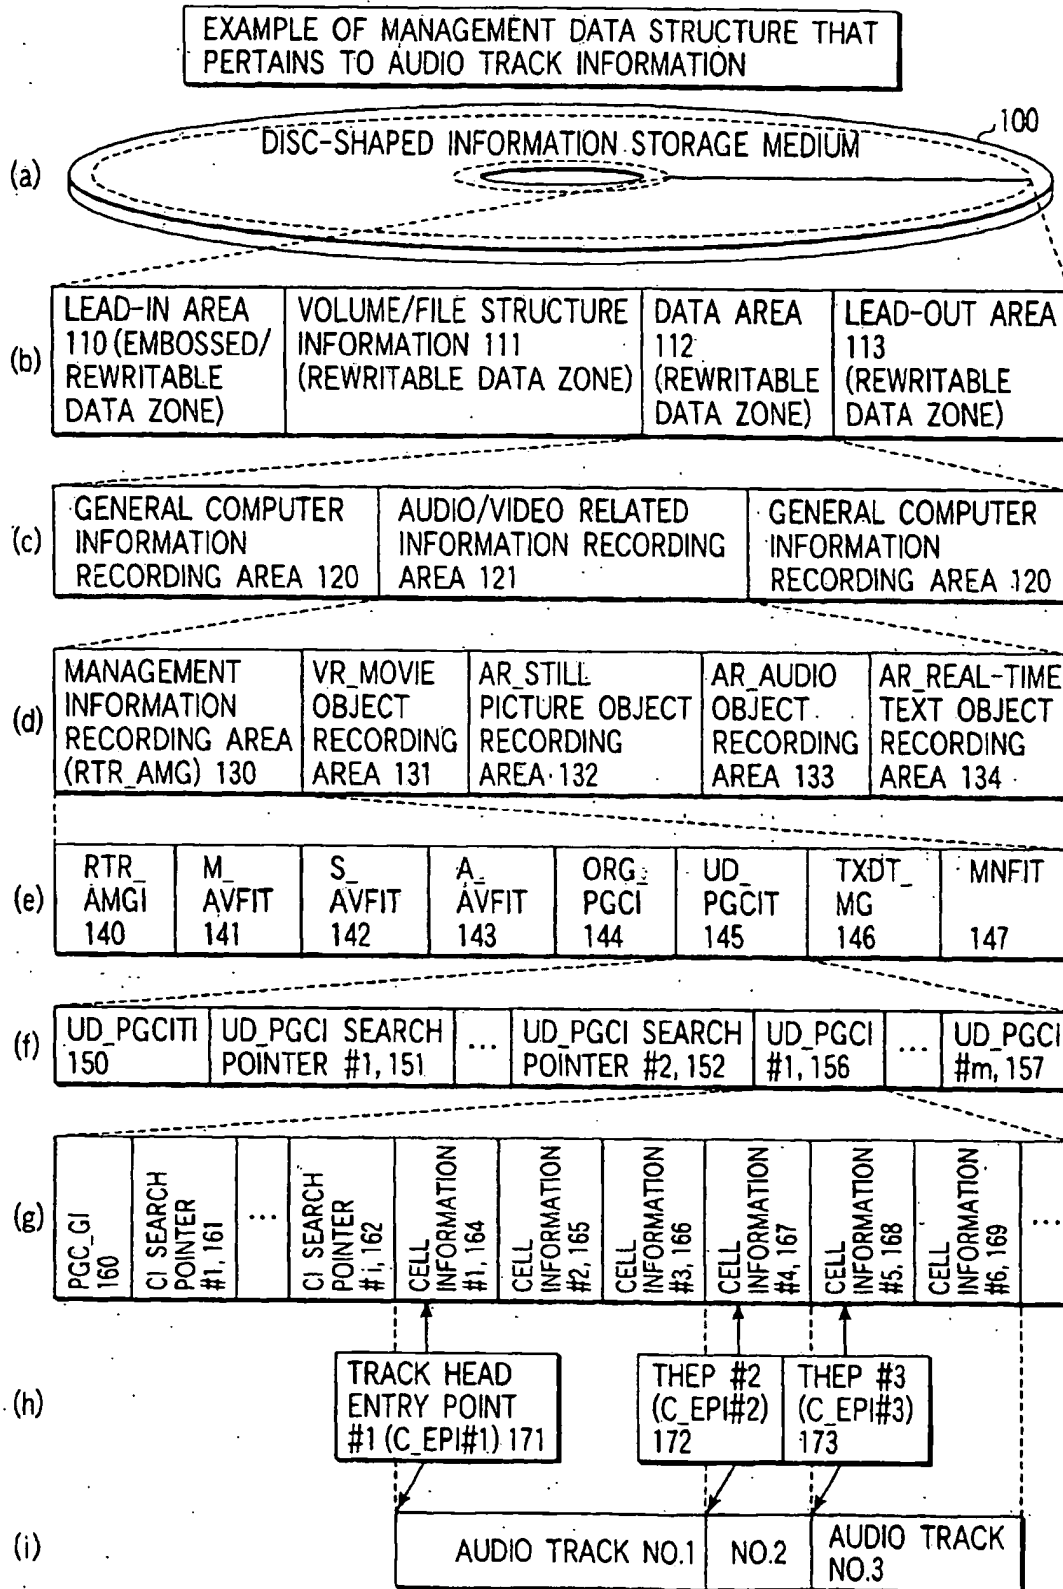 EXAMPLE OF MANAGEMENT DATA STRUCTURE THAT
PERTAINS TO AUDIO TRACK INFORMATION
100
(a)
DISC-SHAPED INFORMATION STORAGE MEDIUM
(b)
LEAD-IN AREA
110 (EMBOSSED/
REWRITABLE
DATA ZONE)
VOLUME/FILE STRUCTURE
INFORMATION 111
(REWRITABLE DATA ZONE)
DATA AREA
112
(REWRITABLE
DATA ZONE)
LEAD-OUT AREA
113
(REWRITABLE
DATA ZONE)
(c)
GENERAL COMPUTER
INFORMATION
RECORDING AREA 120
AUDIO/VIDEO RELATED
INFORMATION RECORDING
AREA 121
GENERAL COMPUTER
INFORMATION
RECORDING AREA 120
(d)
MANAGEMENT
INFORMATION
RECORDING AREA
(RTR_AMG) 130
VR_MOVIE
OBJECT
RECORDING
AREA 131
AR_STILL
PICTURE OBJECT
RECORDING
AREA 132
AR_AUDIO
OBJECT
RECORDING
AREA 133
AR_REAL-TIME
TEXT OBJECT
RECORDING
AREA 134
(e)
RTR_
AMGI
140
M_
AVFIT
141
S_
AVFIT
142
A_
AVFIT
143
ORG_
PGCI
144
UD_
PGCIT
145
TXDT_
MG
146
MNFIT
147
(f)
UD_PGCITI
150
UD_PGCI SEARCH
POINTER #1, 151
...
UD_PGCI SEARCH
POINTER #2, 152
UD_PGCI
#1, 156
...
UD_PGCI
#m, 157
(g)
PGC_GI
160
CI SEARCH
POINTER
#1, 161
...
CI SEARCH
POINTER
#i, 162
CELL
INFORMATION
#1, 164
CELL
INFORMATION
#2, 165
CELL
INFORMATION
#3, 166
CELL
INFORMATION
#4, 167
CELL
INFORMATION
#5, 168
CELL
INFORMATION
#6, 169
...
(h)
TRACK HEAD
ENTRY POINT
#1 (C_EPI#1) 171
THEP #2
(C_EPI#2)
172
THEP #3
(C_EPI#3)
173
(i)
AUDIO TRACK NO.1
NO.2
AUDIO TRACK
NO.3